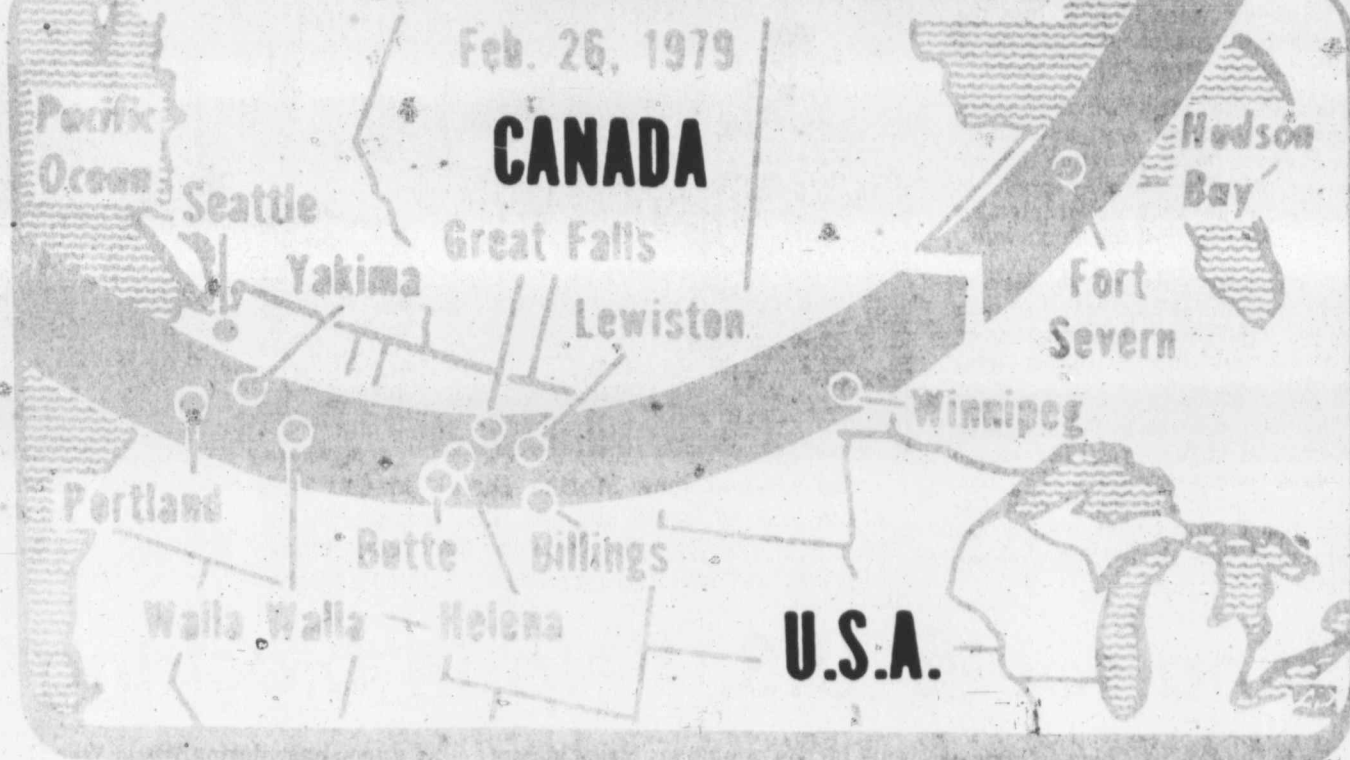 Feb. 26, 1979
CANADA
Pacific
Ocean
Hudson
Bay
Seattle
Great Falls
Yakima
Fort
Severn
Lewiston
Winnipeg
Portland
Butte
Billings
Walla Walla
Helena
U.S.A.